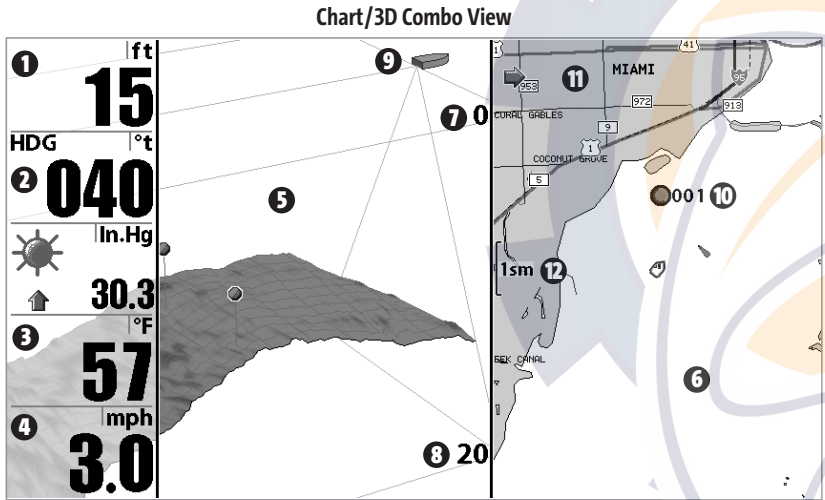 Chart/3D Combo View
1 ft
15
HDG °t
2 040
In.Hg
30.3
3 °F
57
4 mph
3.0
9
7 0
5
8 20
1
41
11 MIAMI
95
953
972
913
CORAL GABLES
9
1
COCONUT GROVE
5
001 10
1sm 12
EEK CANAL
6